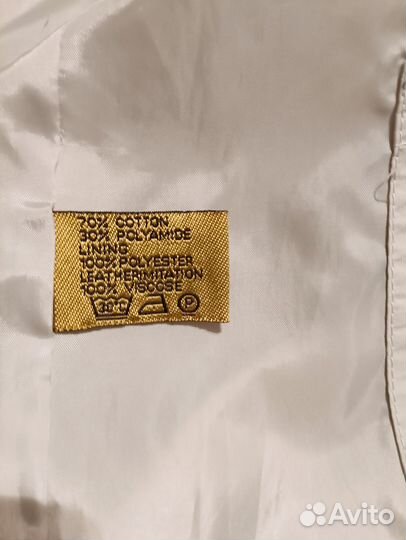 70% COTTON
30% POLYAMIDE
LINING
100% POLYESTER
LEATHERIMITATION
100% VISCOSE
30°C P
Avito